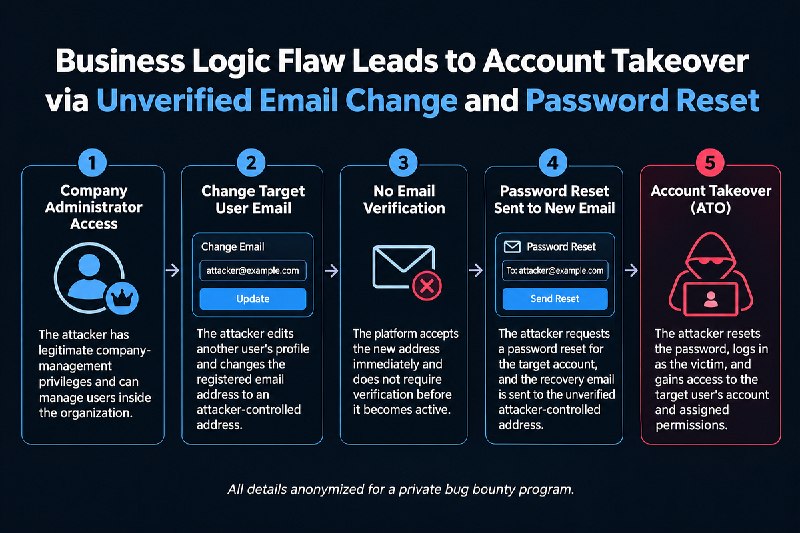 Business Logic Flaw Leads to Account Takeover
via Unverified Email Change and Password Reset
1
Company
Administrator
Access
The attacker has
legitimate company-
management
privileges and can
manage users inside
the organization.
2
Change Target
User Email
Change Email
attacker@example.com
Update
The attacker edits
another user's profile
and changes the
registered email
address to an
attacker-controlled
address.
3
No Email
Verification
The platform accepts
the new address
immediately and
does not require
verification before
it becomes active.
4
Password Reset
Sent to New Email
Password Reset
To: attacker@example.com
Send Reset
The attacker requests
a password reset for
the target account,
and the recovery email
is sent to the unverified
attacker-controlled
address.
5
Account Takeover
(ATO)
The attacker resets
the password, logs in
as the victim, and
gains access to the
target user's account
and assigned
permissions.
All details anonymized for a private bug bounty program.